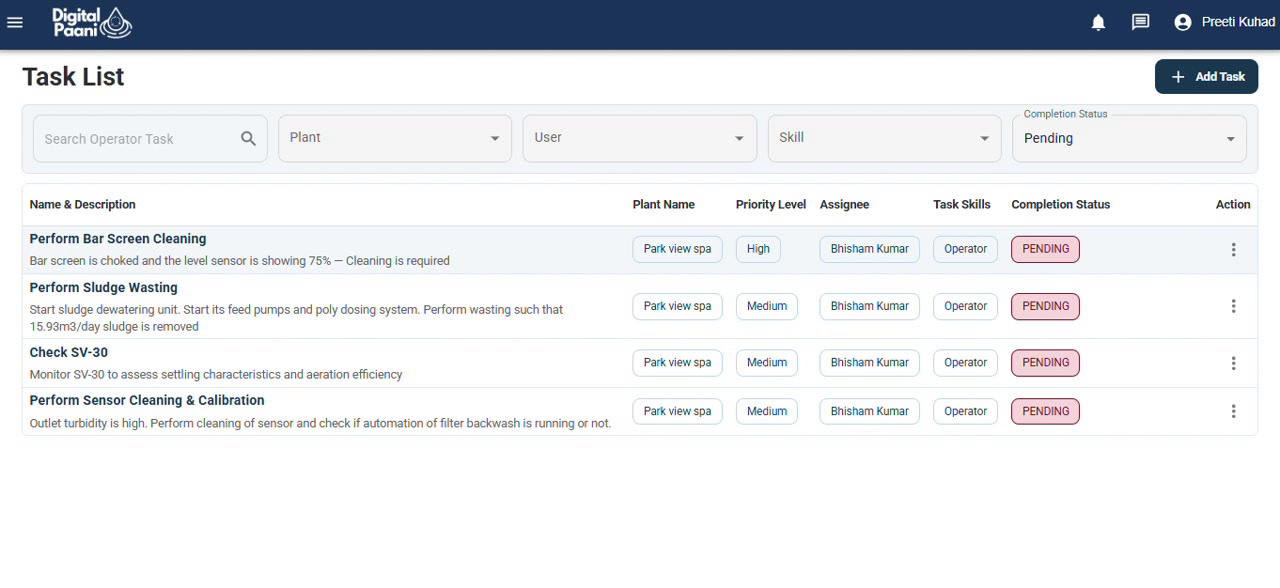 Digital
Paani
Preeti Kuhad
Task List
Add Task
Search Operator Task
Plant
User
Skill
Completion Status
Pending
Name & Description
Plant Name
Priority Level
Assignee
Task Skills
Completion Status
Action
Perform Bar Screen Cleaning
Bar screen is choked and the level sensor is showing 75% — Cleaning is required
Park view spa
High
Bhisham Kumar
Operator
PENDING
Perform Sludge Wasting
Start sludge dewatering unit. Start its feed pumps and poly dosing system. Perform wasting such that
15.93m3/day sludge is removed
Park view spa
Medium
Bhisham Kumar
Operator
PENDING
Check SV-30
Monitor SV-30 to assess settling characteristics and aeration efficiency
Park view spa
Medium
Bhisham Kumar
Operator
PENDING
Perform Sensor Cleaning & Calibration
Outlet turbidity is high. Perform cleaning of sensor and check if automation of filter backwash is running or not.
Park view spa
Medium
Bhisham Kumar
Operator
PENDING